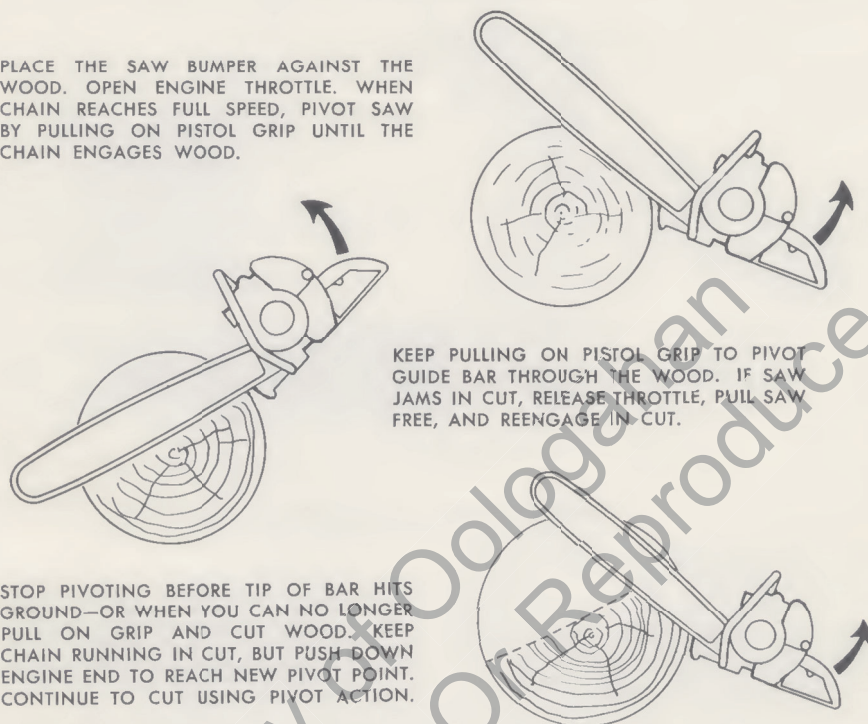 PLACE THE SAW BUMPER AGAINST THE
WOOD. OPEN ENGINE THROTTLE. WHEN
CHAIN REACHES FULL SPEED, PIVOT SAW
BY PULLING ON PISTOL GRIP UNTIL THE
CHAIN ENGAGES WOOD.
KEEP PULLING ON PISTOL GRIP TO PIVOT
GUIDE BAR THROUGH THE WOOD. IF SAW
JAMS IN CUT, RELEASE THROTTLE, PULL SAW
FREE, AND REENGAGE IN CUT.
STOP PIVOTING BEFORE TIP OF BAR HITS
GROUND—OR WHEN YOU CAN NO LONGER
PULL ON GRIP AND CUT WOOD. KEEP
CHAIN RUNNING IN CUT, BUT PUSH DOWN
ENGINE END TO REACH NEW PIVOT POINT.
CONTINUE TO CUT USING PIVOT ACTION.
of Oologahan
Or Reproduce